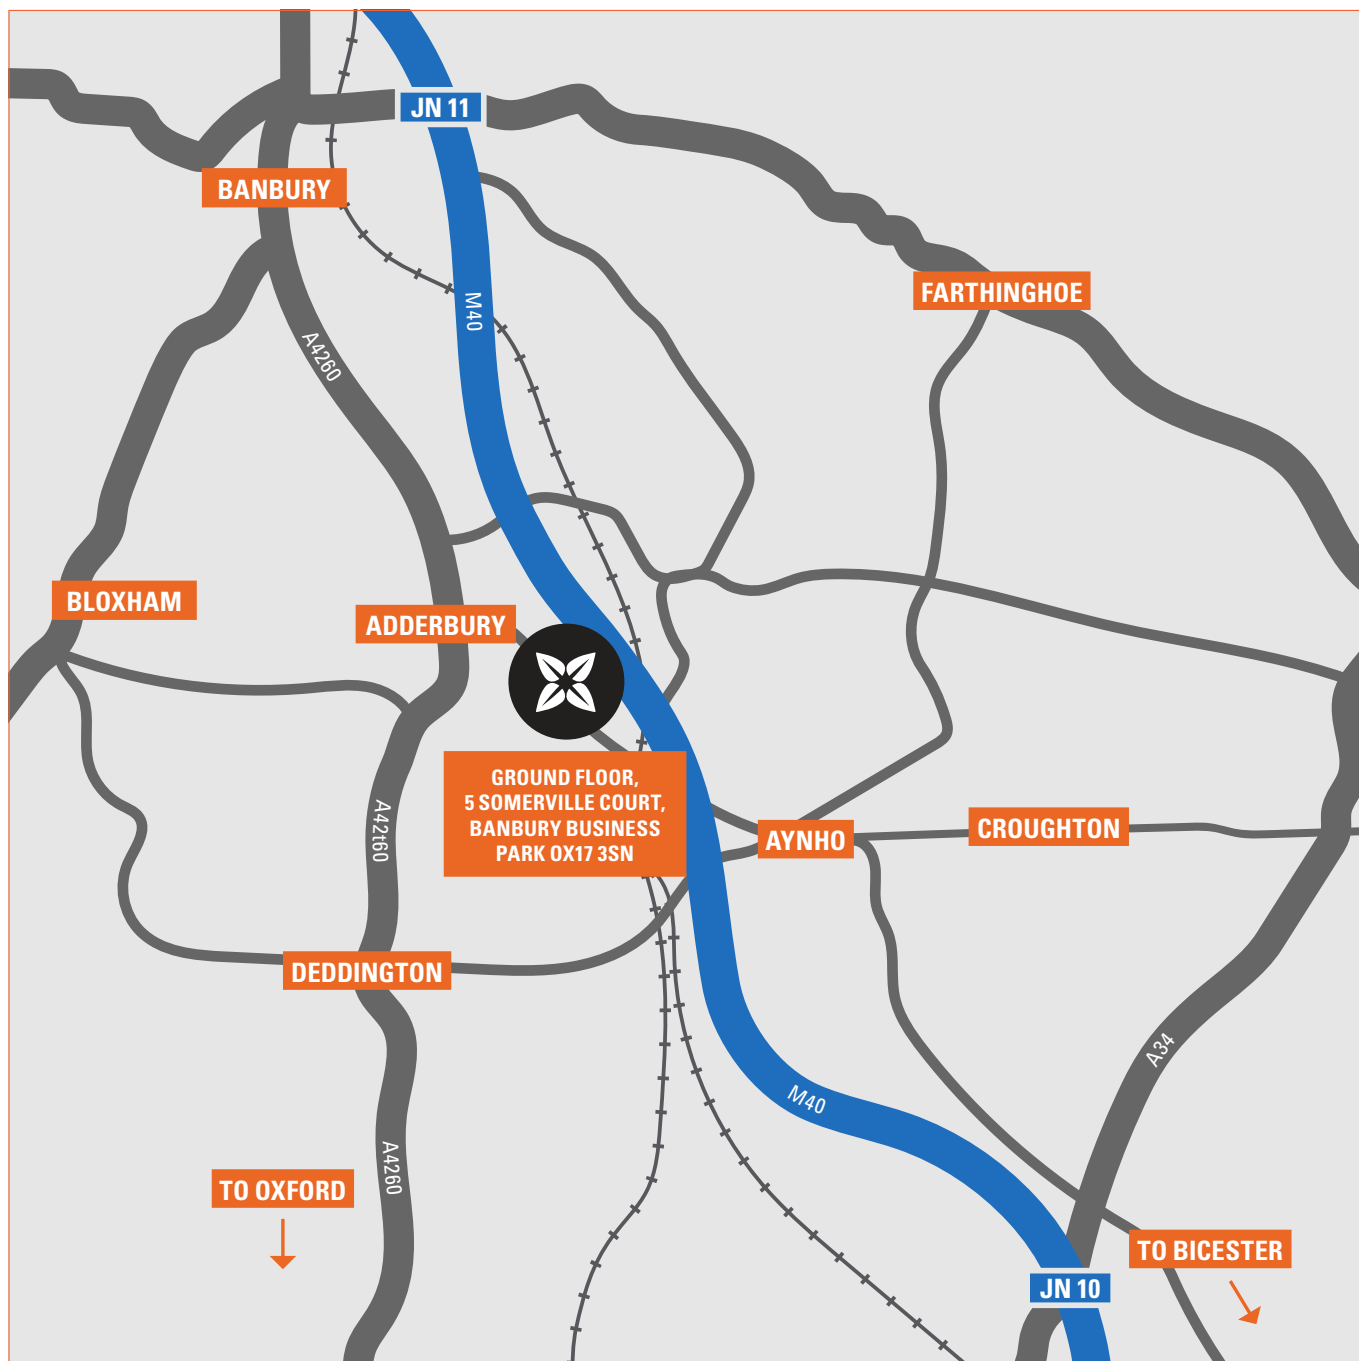 JN 11
BANBURY
FARTHINGHOE
M40
A4260
BLOXHAM
ADDERBURY
GROUND FLOOR,
5 SOMERVILLE COURT,
BANBURY BUSINESS
PARK OX17 3SN
A42t60
AYNHO
CROUGHTON
DEDDINGTON
A34
M40
A4260
TO OXFORD
TO BICESTER
JN 10